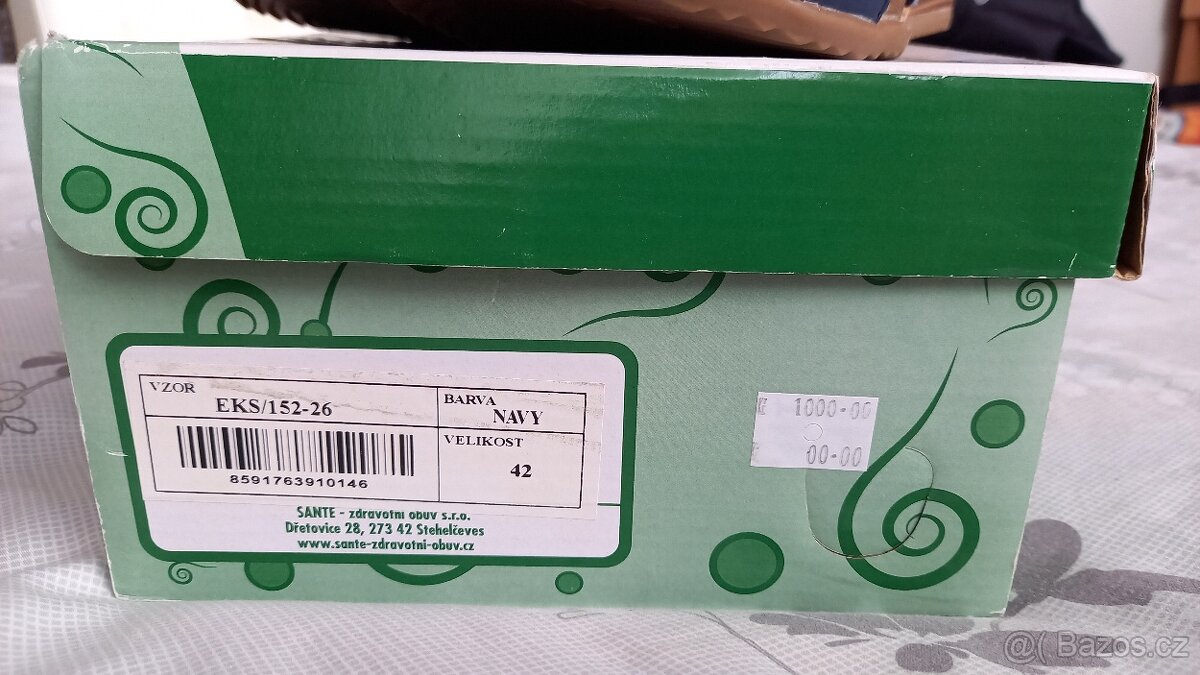 VZOR
EKS/152-26
BARVA
NAVY
VELIKOST
42
8591763910146
SANTE - zdravotní obuv s.r.o.
Dřetovice 28, 273 42 Stehelčeves
www.sante-zdravotni-obuv.cz
1000-00
00-00
Bazos.cz